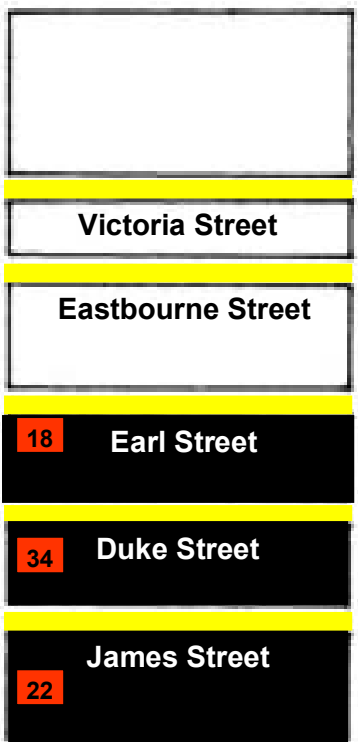 Victoria Street
Eastbourne Street
18 Earl Street
Duke Street
34
James Street
22